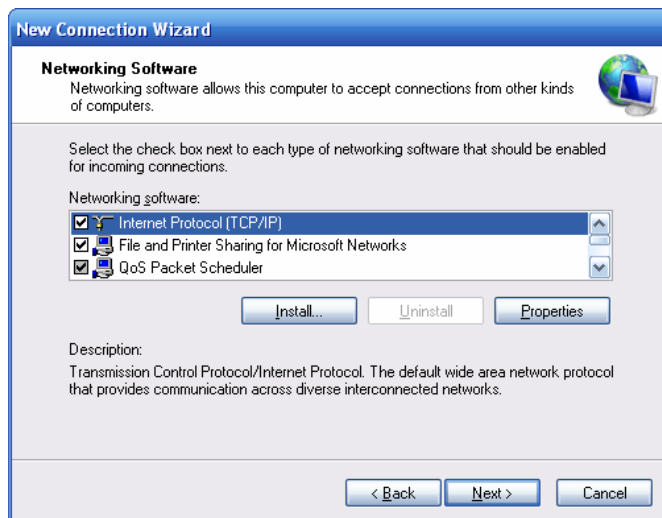 New Connection Wizard
Networking Software
Networking software allows this computer to accept connections from other kinds
of computers.
Select the check box next to each type of networking software that should be enabled
for incoming connections.
Networking software:
Internet Protocol (TCP/IP)
File and Printer Sharing for Microsoft Networks
QoS Packet Scheduler
Install... Uninstall Properties
Description:
Transmission Control Protocol/Internet Protocol. The default wide area network protocol
that provides communication across diverse interconnected networks.
< Back Next > Cancel